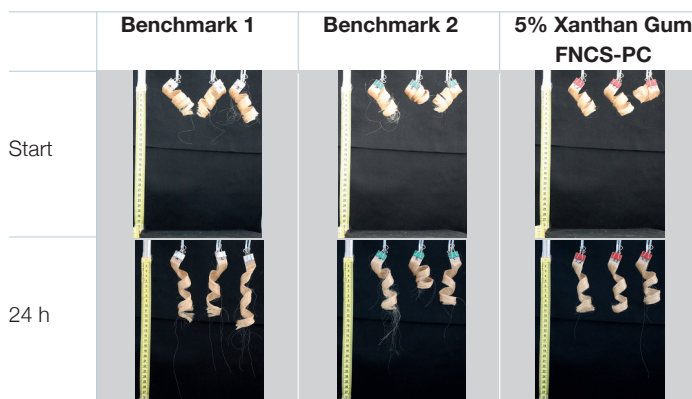 Benchmark 1
Benchmark 2
5% Xanthan Gum
FNCS-PC
Start
24 h